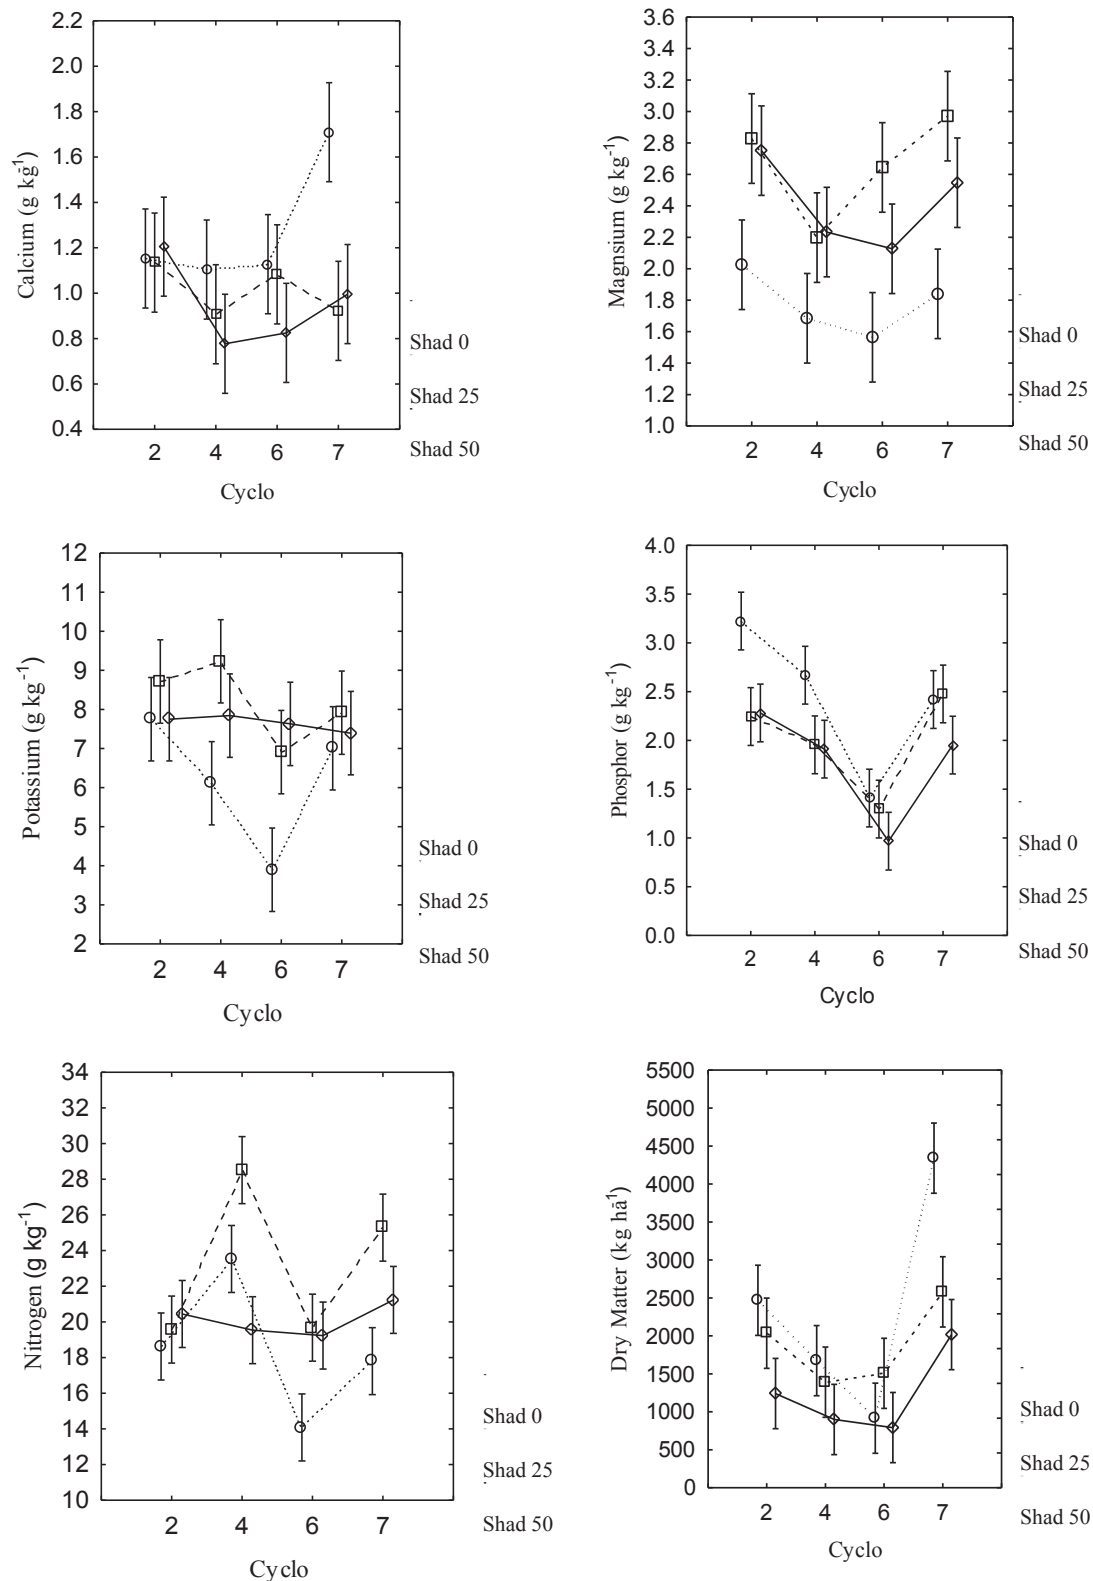 2.2
2.0
1.8
1.6
1.4
1.2
1.0
0.8
0.6
0.4
Calcium (g kg¹)
2 4 6 7
Cyclo
Shad 0
Shad 25
Shad 50
3.6
3.4
3.2
3.0
2.8
2.6
2.4
2.2
2.0
1.8
1.6
1.4
1.2
1.0
Magnsium (g kg⁻¹)
2 4 6 7
Cyclo
Shad 0
Shad 25
Shad 50
12
11
10
9
8
7
6
5
4
3
2
Potassium (g kg⁻¹)
2 4 6 7
Cyclo
Shad 0
Shad 25
Shad 50
4.0
3.5
3.0
2.5
2.0
1.5
1.0
0.5
0.0
Phosphor (g kg⁻¹)
2 4 6 7
Cyclo
Shad 0
Shad 25
Shad 50
34
32
30
28
26
24
22
20
18
16
14
12
10
Nitrogen (g kg⁻¹)
2 4 6 7
Cyclo
Shad 0
Shad 25
Shad 50
5500
5000
4500
4000
3500
3000
2500
2000
1500
1000
500
0
Dry Matter (kg hā¹)
2 4 6 7
Cyclo
Shad 0
Shad 25
Shad 50